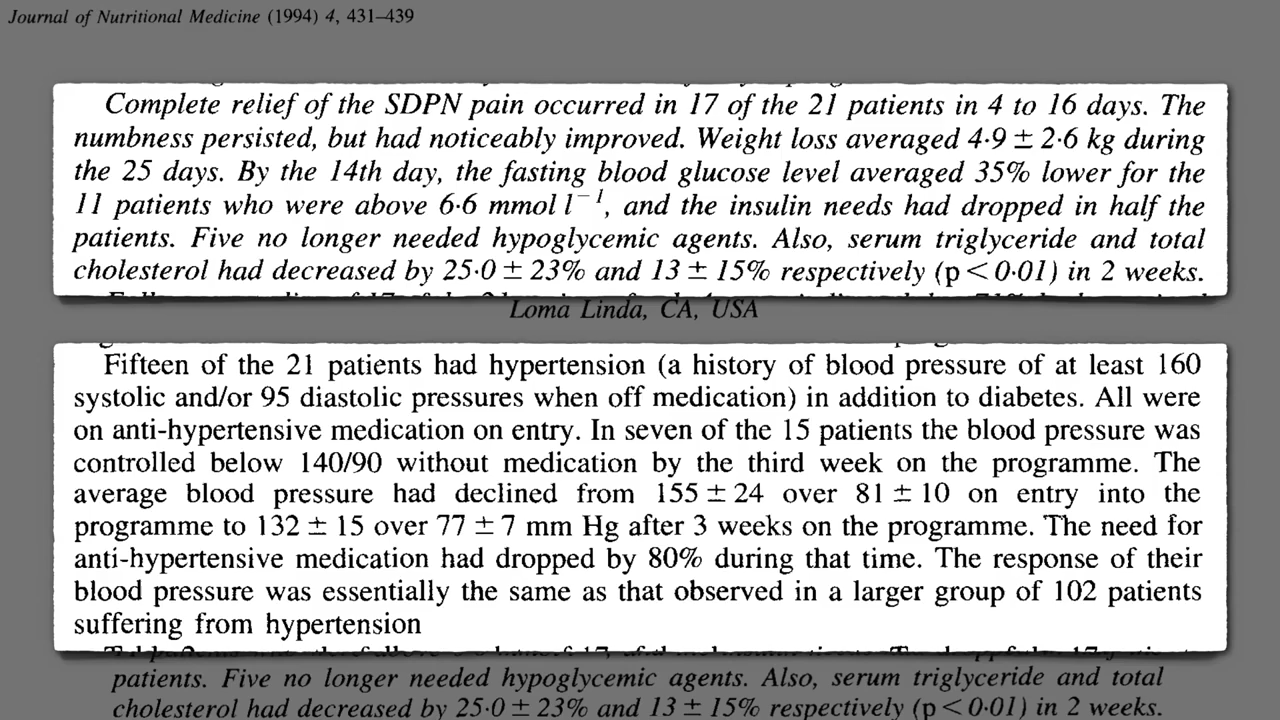 Journal of Nutritional Medicine (1994) 4, 431–439
Complete relief of the SDPN pain occurred in 17 of the 21 patients in 4 to 16 days. The
numbness persisted, but had noticeably improved. Weight loss averaged 4·9 ± 2·6 kg during
the 25 days. By the 14th day, the fasting blood glucose level averaged 35% lower for the
11 patients who were above 6·6 mmol l⁻¹, and the insulin needs had dropped in half the
patients. Five no longer needed hypoglycemic agents. Also, serum triglyceride and total
cholesterol had decreased by 25·0 ± 23% and 13 ± 15% respectively (p < 0·01) in 2 weeks.
Loma Linda, CA, USA
Fifteen of the 21 patients had hypertension (a history of blood pressure of at least 160
systolic and/or 95 diastolic pressures when off medication) in addition to diabetes. All were
on anti-hypertensive medication on entry. In seven of the 15 patients the blood pressure was
controlled below 140/90 without medication by the third week on the programme. The
average blood pressure had declined from 155 ± 24 over 81 ± 10 on entry into the
programme to 132 ± 15 over 77 ± 7 mm Hg after 3 weeks on the programme. The need for
anti-hypertensive medication had dropped by 80% during that time. The response of their
blood pressure was essentially the same as that observed in a larger group of 102 patients
suffering from hypertension
patients. Five no longer needed hypoglycemic agents. Also, serum triglyceride and total
cholesterol had decreased by 25·0 ± 23% and 13 ± 15% respectively (p < 0·01) in 2 weeks.